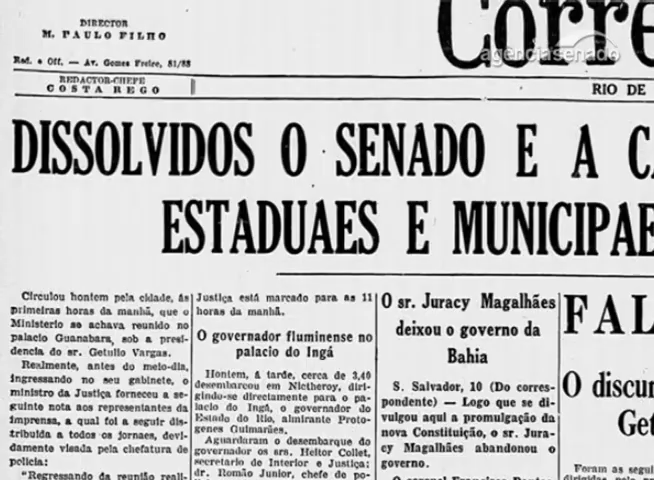 DIRECTOR
M. PAULO FILHO
Red. e Off. — Av. Gomes Freire, 81/83
REDACTOR-CHEFE
COSTA REGO
Corre
agênciasenado
RIO DE
DISSOLVIDOS O SENADO E A CA
ESTADUAES E MUNICIPAE
Circulou hontem pela cidade, ás
primeiras horas da manhã, que o
Ministerio se achava reunido no
palacio Guanabara, sob a presi-
dencia do sr. Getulio Vargas.
Realmente, antes do meio-dia,
ingressando no seu gabinete, o
ministro da Justiça forneceu a se-
guinte nota aos representantes da
imprensa, a qual foi a seguir dis-
tribuida a todos os jornaes, devi-
damente visada pela chefatura de
policia:
"Regressando da reunião reali-
Justiça está marcado para as 11
horas da manhã.
O governador fluminense no
palacio do Ingá
Hontem, á tarde, cerca de 3,40
desembarcou em Nictheroy, dirigin-
do-se directamente para o pa-
lacio do Ingá, o governador do
Estado do Rio, almirante Proto-
genes Guimarães.
Aguardaram o desembarque do
governador os srs. Heitor Collet,
secretario de Interior e Justiça;
dr. Romão Junior, chefe de po-
O sr. Juracy Magalhães
deixou o governo da
Bahia
S. Salvador, 10 (Do corres-
pondente) — Logo que se di-
vulgou aqui a promulgação da
nova Constituição, o sr. Jura-
cy Magalhães abandonou o
governo.
O coronel Francisco Dantas
FAL
O discur
Get
Foram as segui